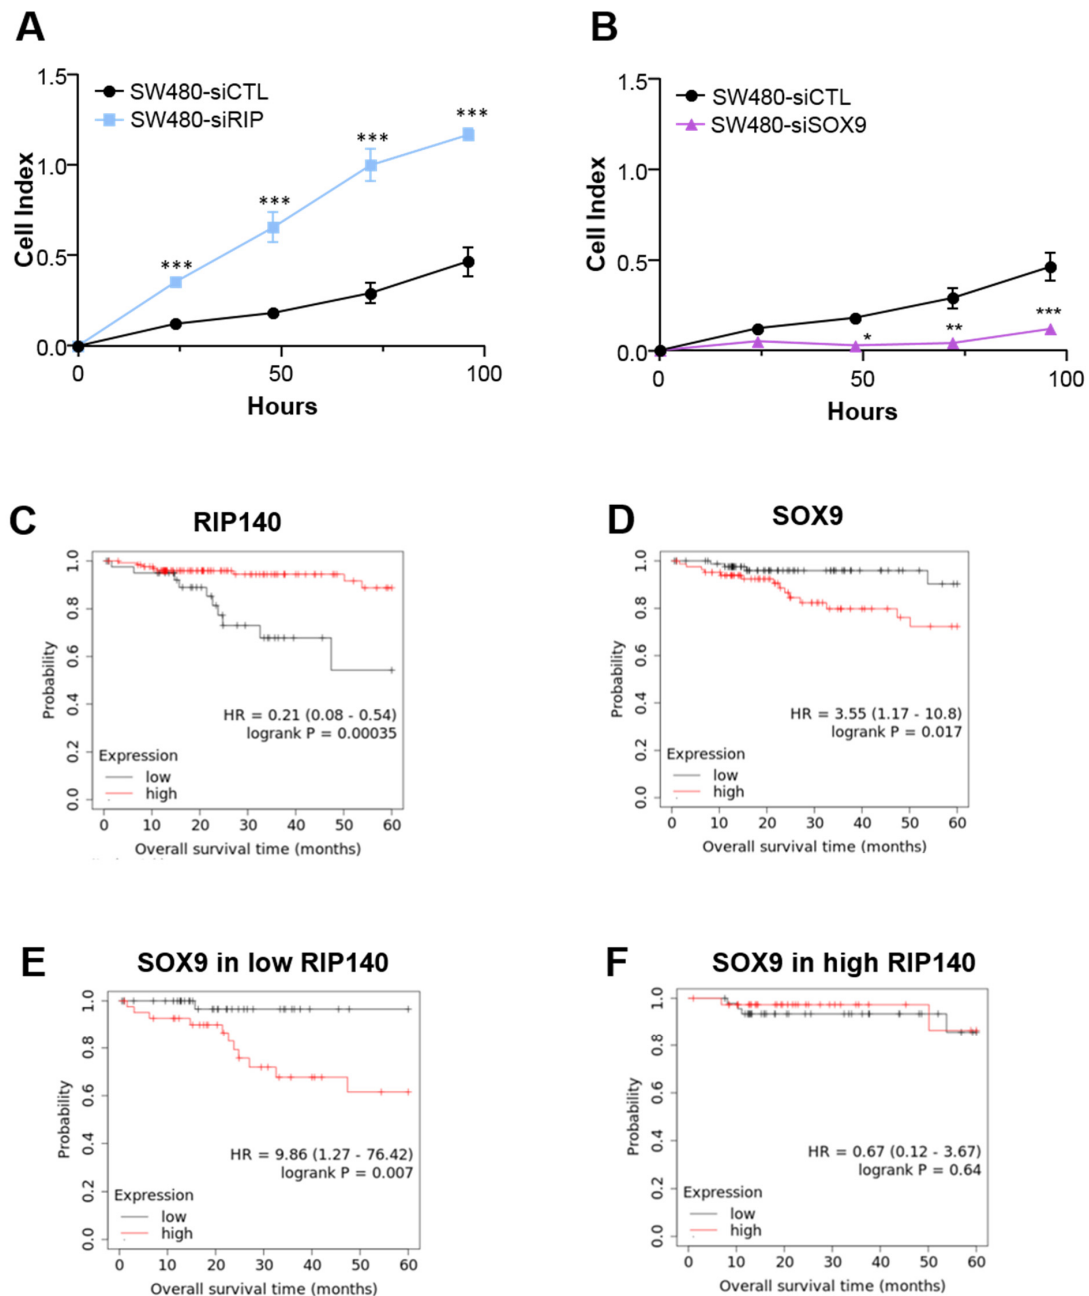 A
1.5
1.0
0.5
0.0
Cell Index
SW480-siCTL
SW480-siRIP
***
***
***
***
0
50
100
Hours
B
1.5
1.0
0.5
0.0
Cell Index
SW480-siCTL
SW480-siSOX9
*
**
***
0
50
100
Hours
C
RIP140
1.0
0.8
0.6
0.4
0.2
0.0
Probability
HR = 0.21 (0.08 - 0.54)
logrank P = 0.00035
Expression
low
high
0 10 20 30 40 50 60
Overall survival time (months)
D
SOX9
1.0
0.8
0.6
0.4
0.2
0.0
Probability
HR = 3.55 (1.17 - 10.8)
logrank P = 0.017
Expression
low
high
0 10 20 30 40 50 60
Overall survival time (months)
E
SOX9 in low RIP140
1.0
0.8
0.6
0.4
0.2
0.0
Probability
HR = 9.86 (1.27 - 76.42)
logrank P = 0.007
Expression
low
high
0 10 20 30 40 50 60
Overall survival time (months)
F
SOX9 in high RIP140
1.0
0.8
0.6
0.4
0.2
0.0
Probability
HR = 0.67 (0.12 - 3.67)
logrank P = 0.64
Expression
low
high
0 10 20 30 40 50 60
Overall survival time (months)